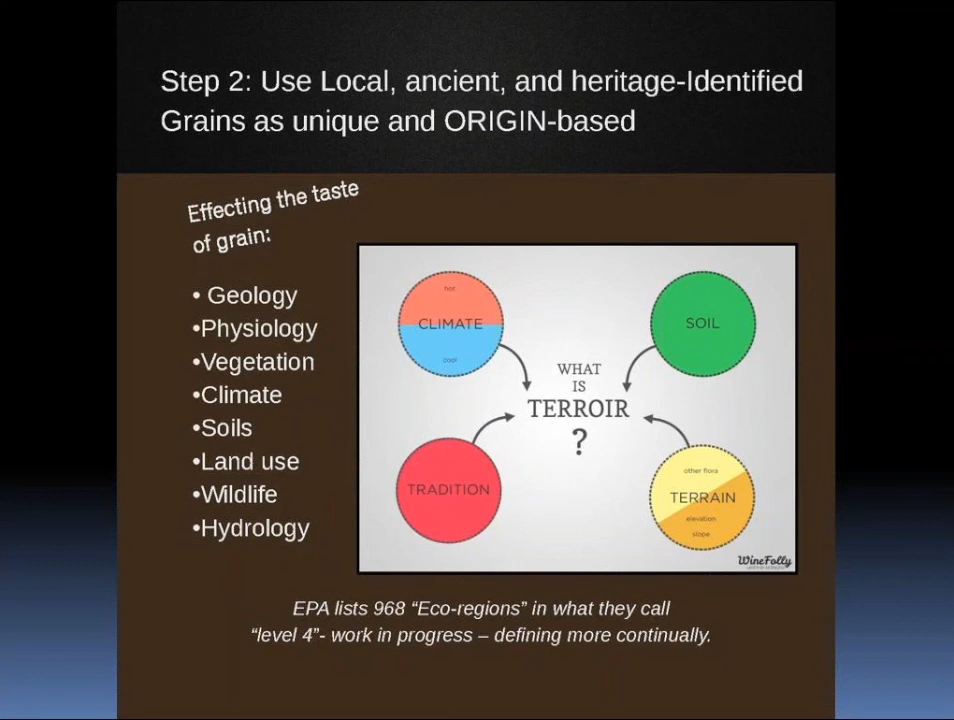 Step 2: Use Local, ancient, and heritage-Identified
Grains as unique and ORIGIN-based
Effecting the taste
of grain:
• Geology
•Physiology
•Vegetation
•Climate
•Soils
•Land use
•Wildlife
•Hydrology
hot
CLIMATE
cool
SOIL
WHAT
IS
TERROIR
?
TRADITION
other flora
TERRAIN
elevation
slope
WineFolly
EPA lists 968 “Eco-regions” in what they call
“level 4”- work in progress – defining more continually.